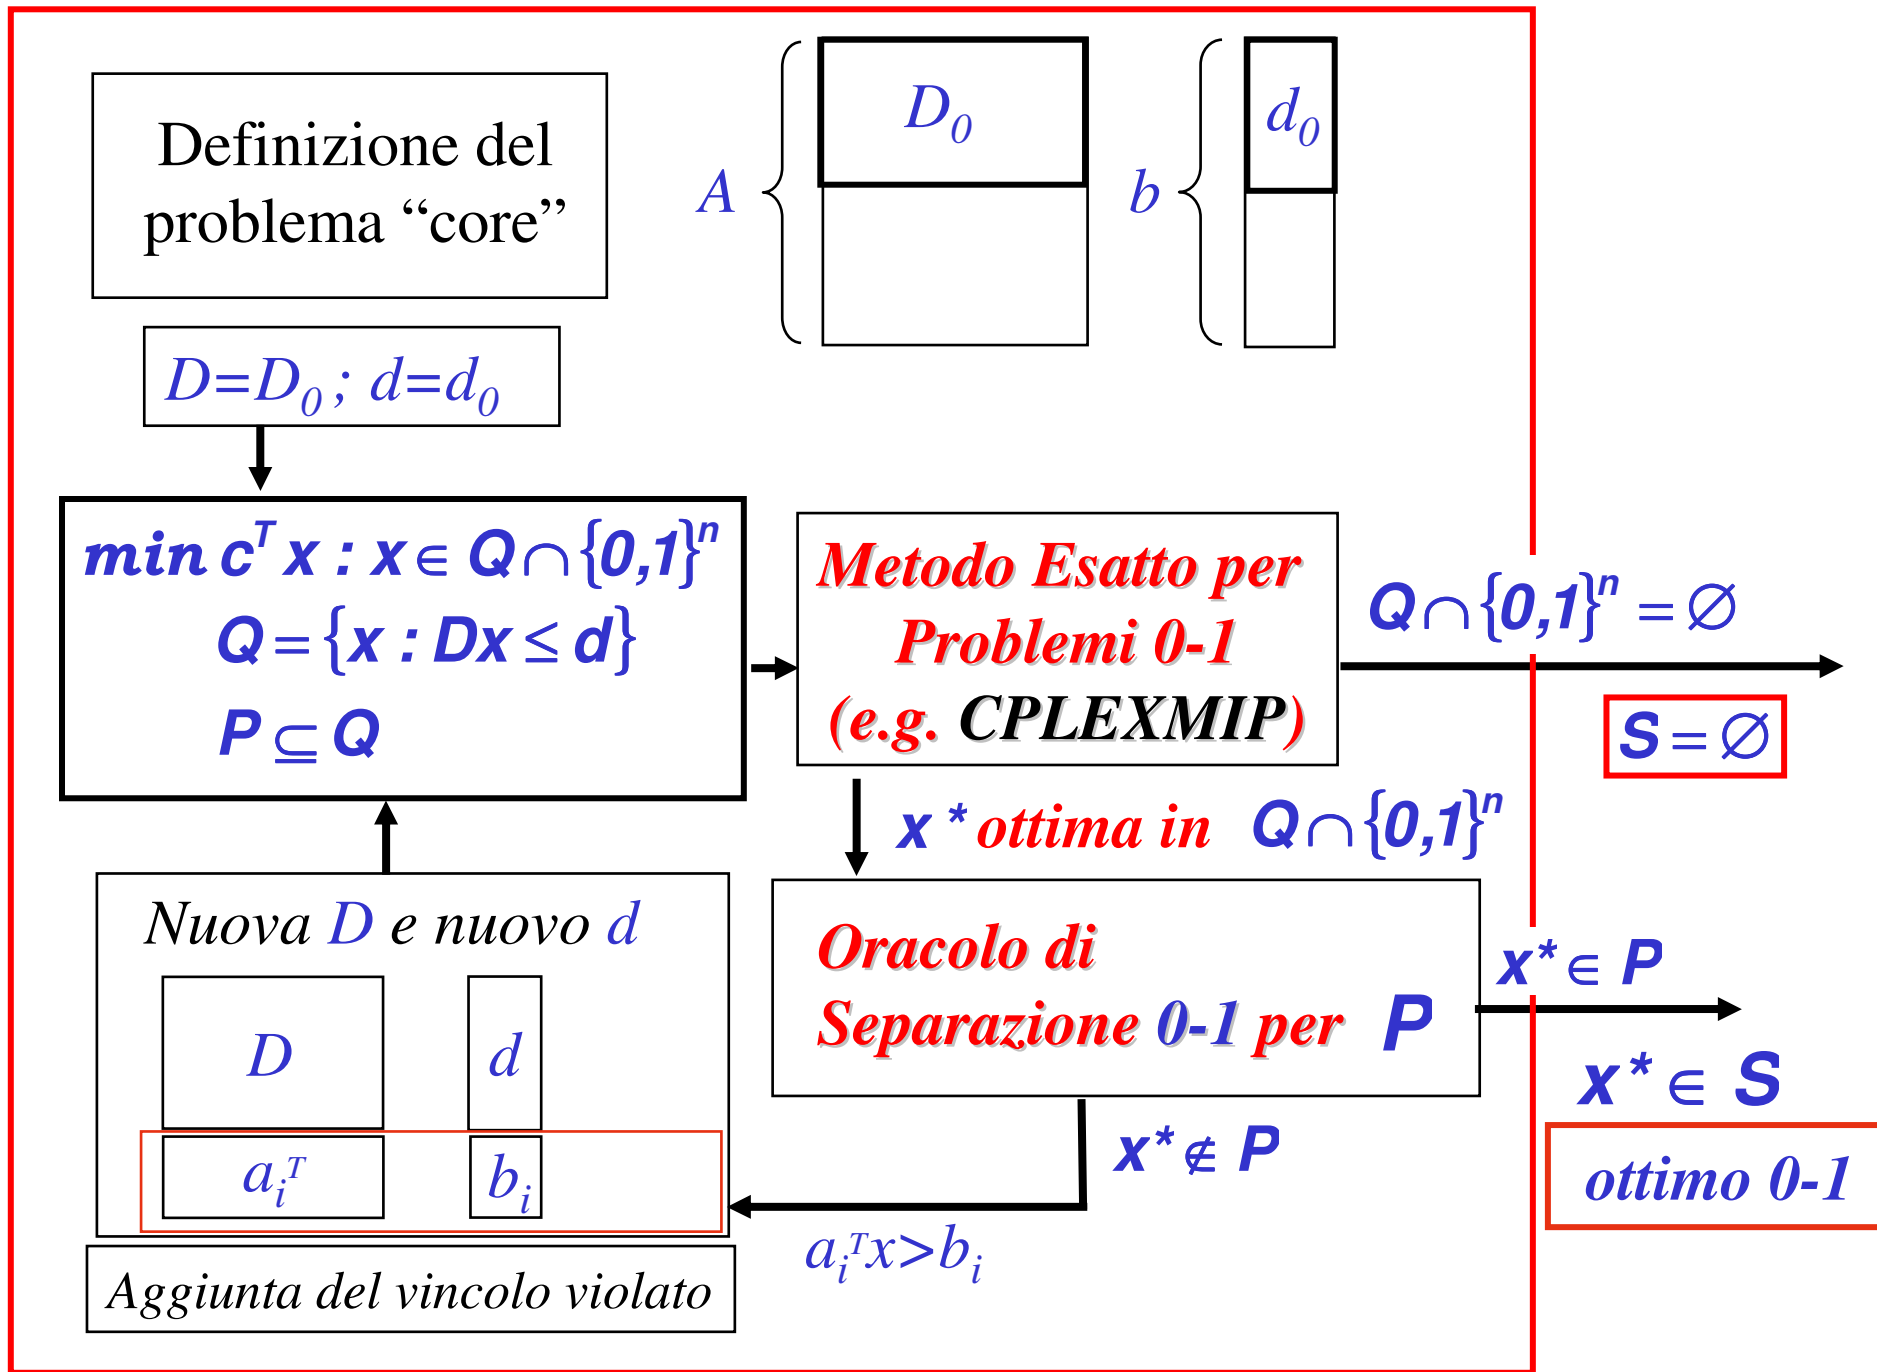 Definizione del
problema “core”
A
D₀
b
d₀
D=D₀ ; d=d₀
min cᵀ x : x ∈ Q ∩ {0,1}ⁿ
Q = {x : Dx ≤ d}
P ⊆ Q
Metodo Esatto per
Problemi 0-1
(e.g. CPLEXMIP)
Q ∩ {0,1}ⁿ = ∅
S = ∅
x * ottima in Q ∩ {0,1}ⁿ
Oracolo di
Separazione 0-1 per P
x* ∈ P
x* ∈ S
ottimo 0-1
x* ∉ P
aᵢᵀx>bᵢ
Nuova D e nuovo d
D
d
aᵢᵀ
bᵢ
Aggiunta del vincolo violato